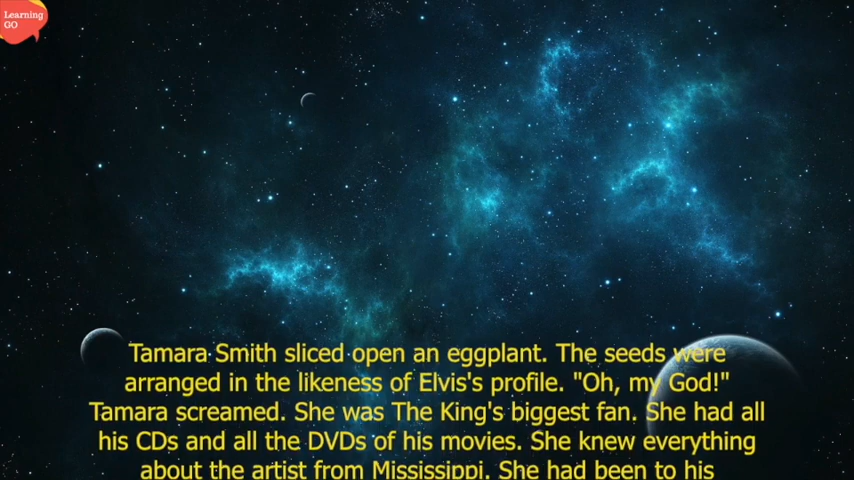 Learning
GO
Tamara Smith sliced open an eggplant. The seeds were
arranged in the likeness of Elvis's profile. "Oh, my God!"
Tamara screamed. She was The King's biggest fan. She had all
his CDs and all the DVDs of his movies. She knew everything
about the artist from Mississippi. She had been to his